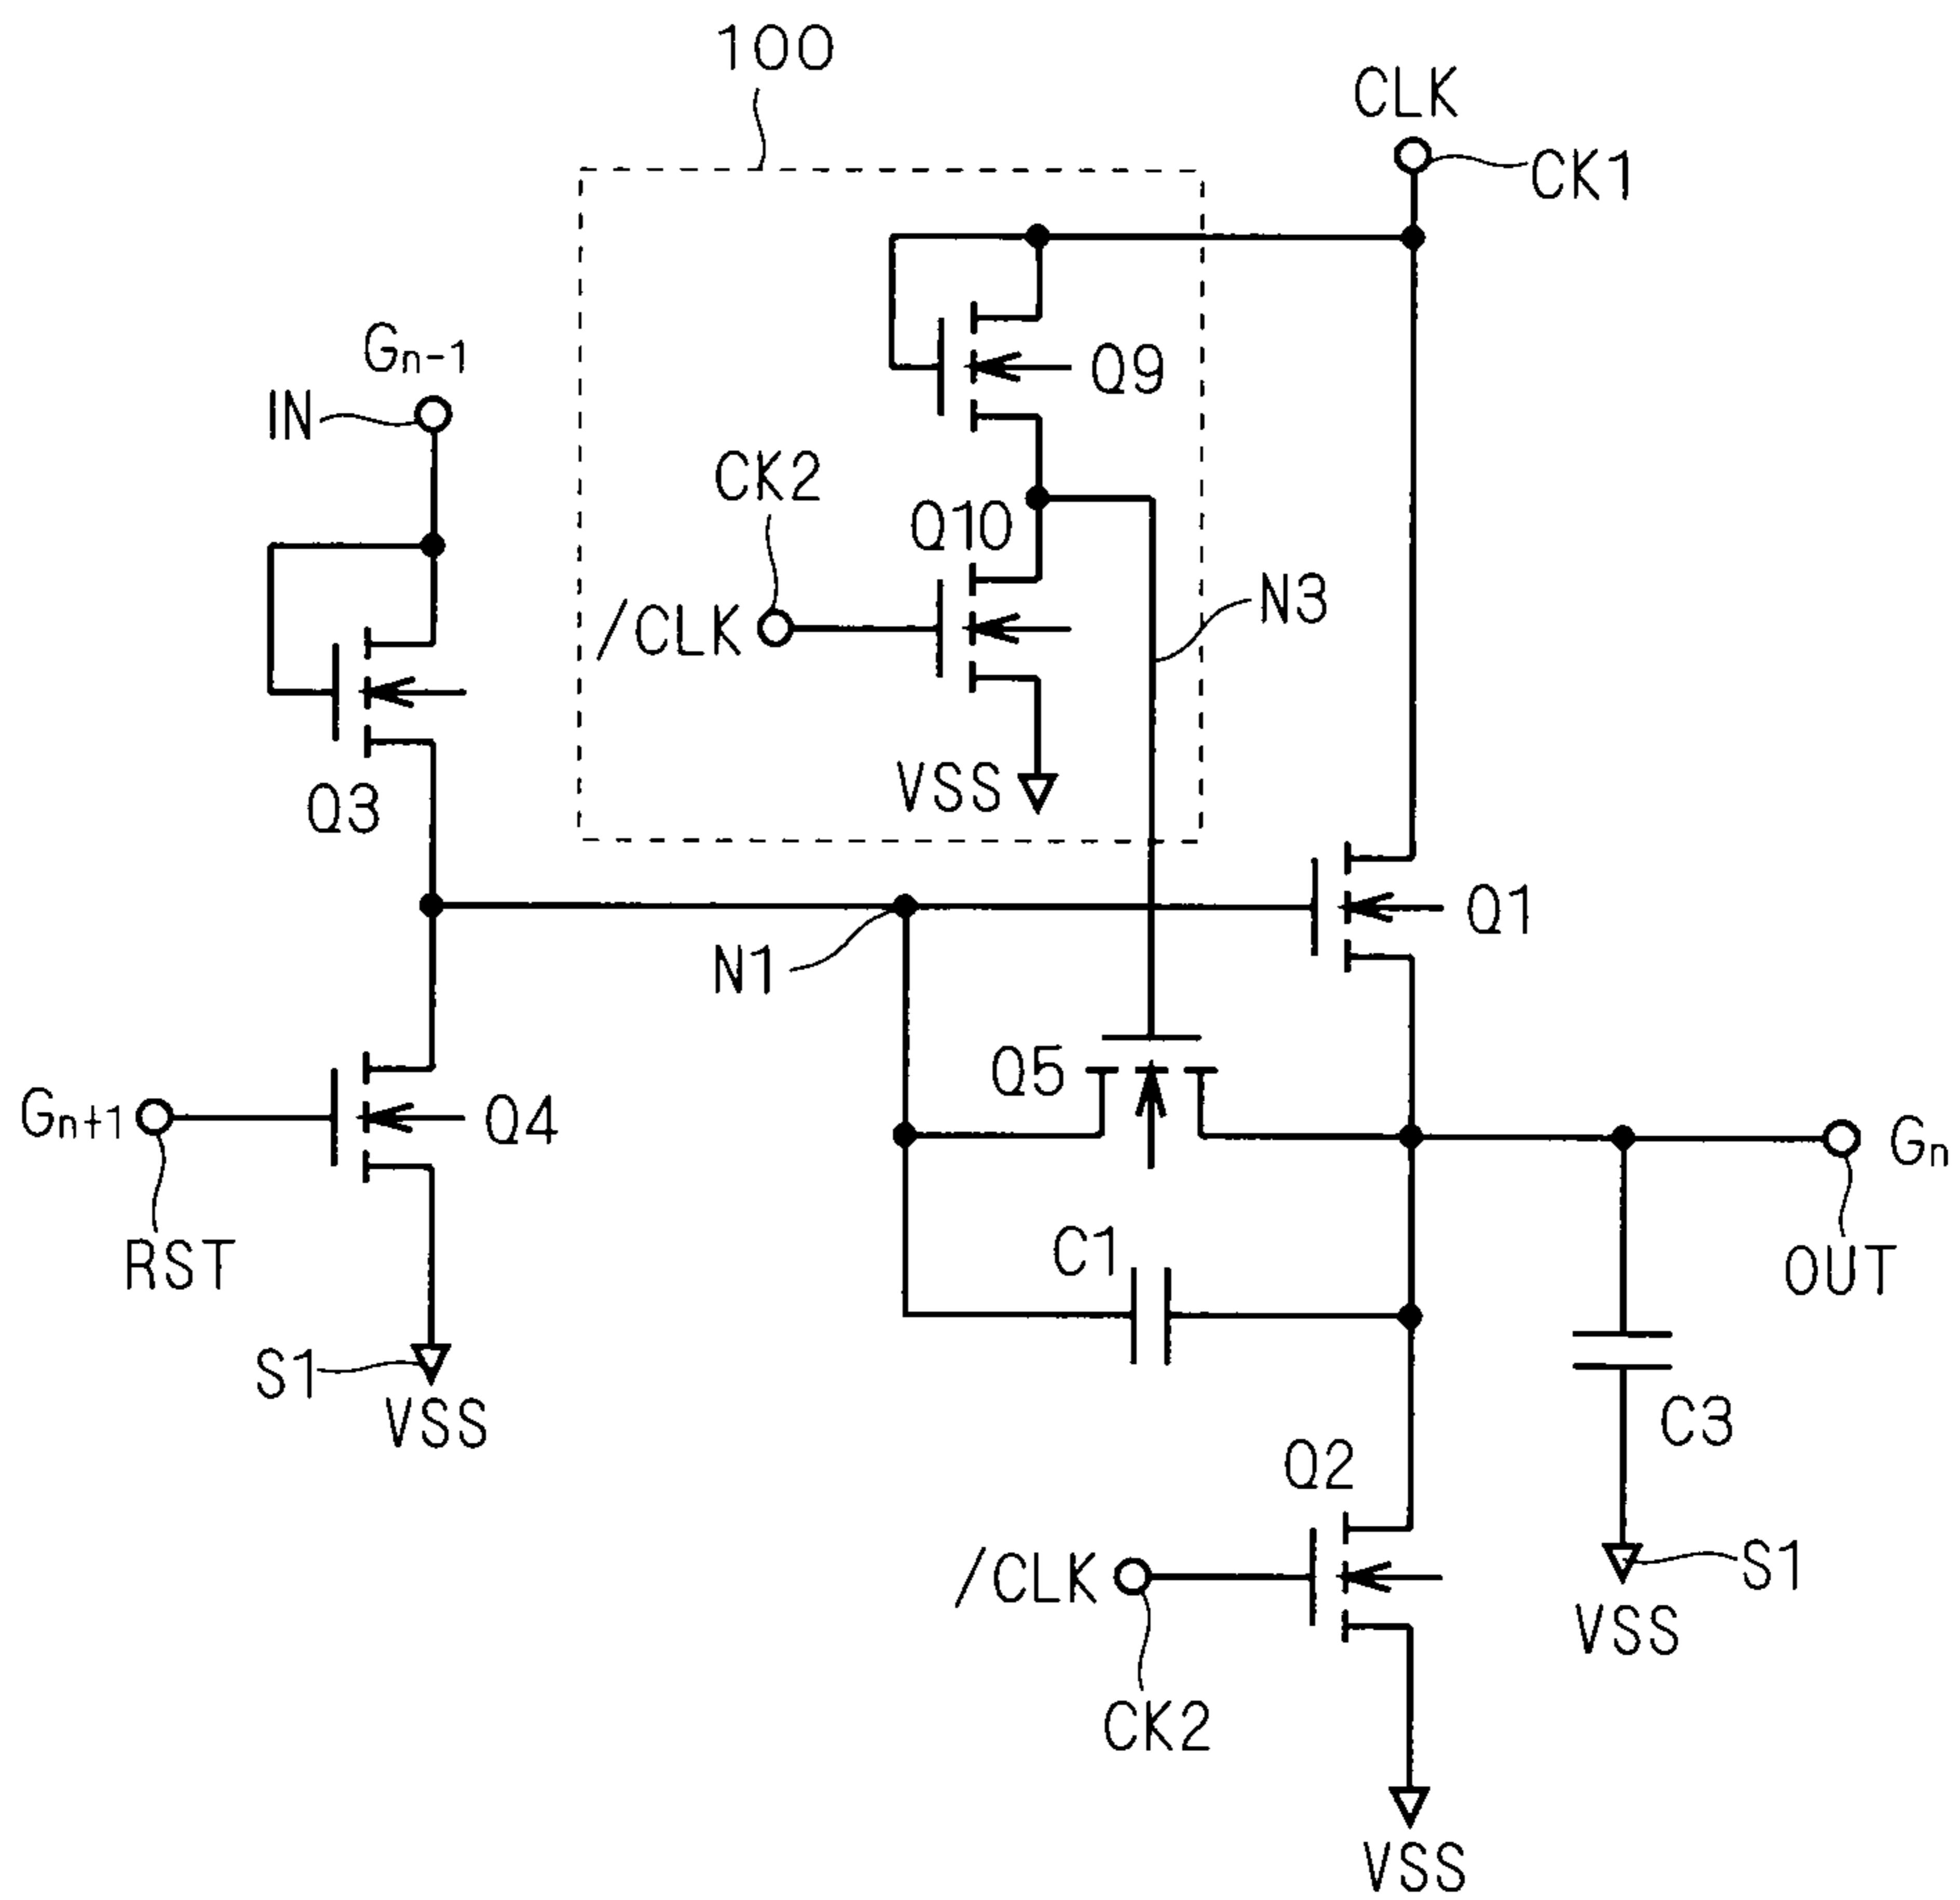 100
CLK
CK1
Gn-1
IN
Q9
CK2
Q10
/CLK
N3
VSS
Q3
Q1
N1
Q5
Gn+1
Q4
Gn
RST
C1
OUT
S1
VSS
C3
Q2
/CLK
S1
VSS
CK2
VSS